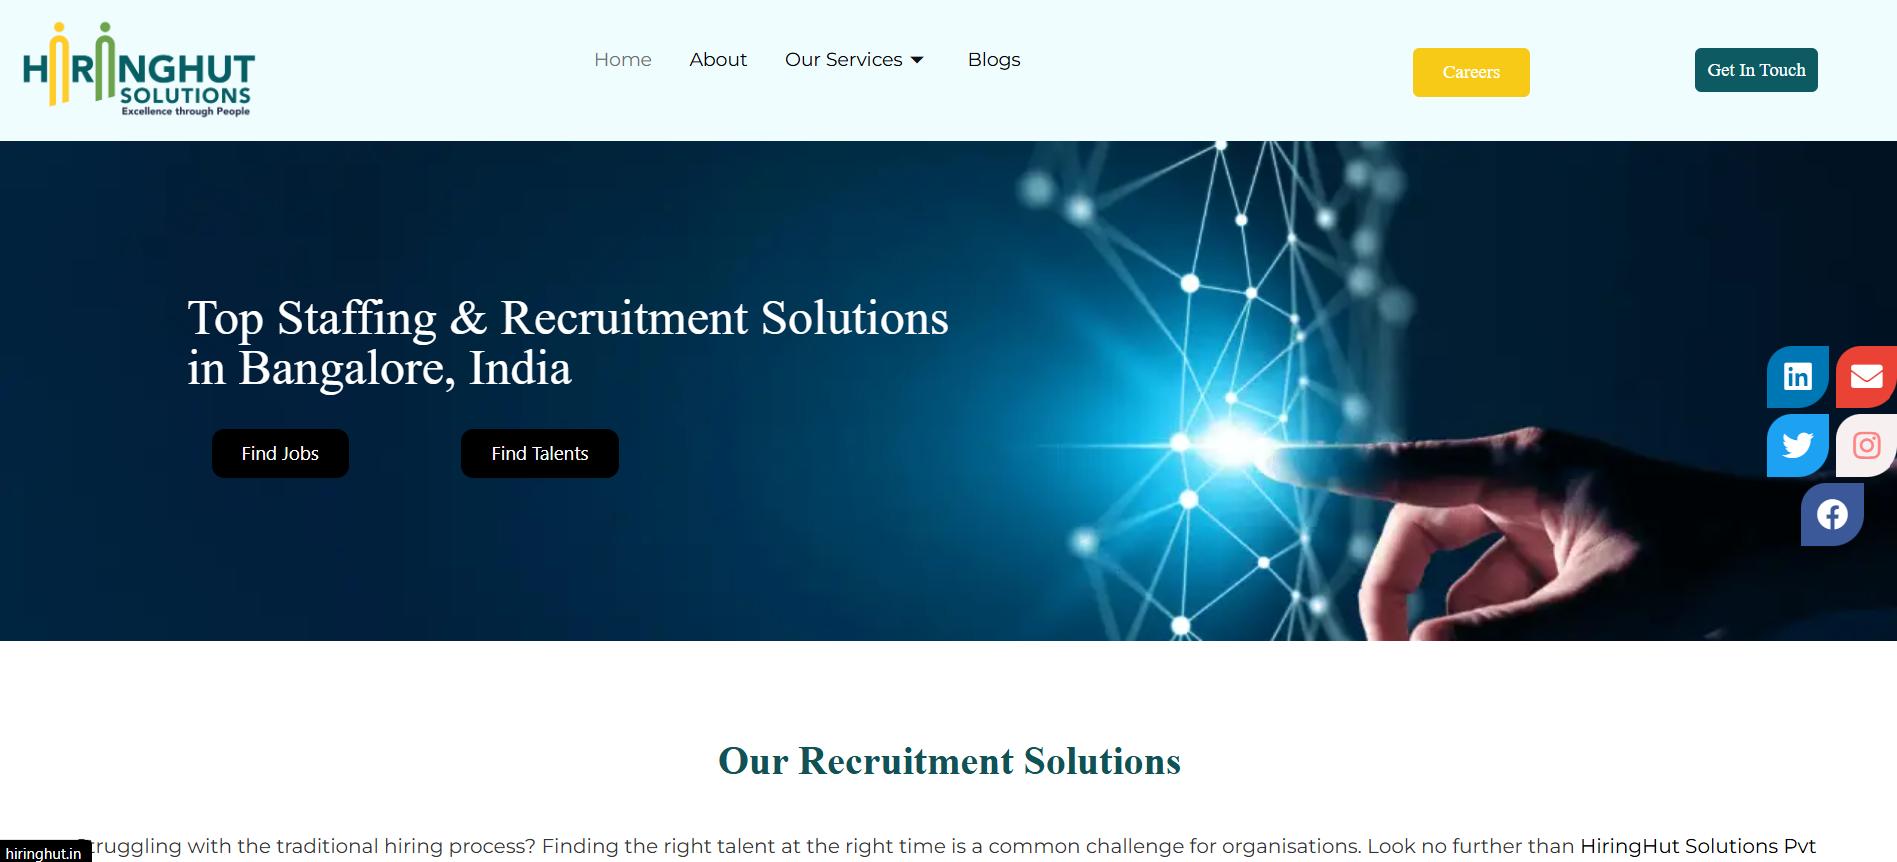 HIRINGHUT
SOLUTIONS
Excellence through People
Home About Our Services Blogs
Careers
Get In Touch
Top Staffing & Recruitment Solutions
in Bangalore, India
Find Jobs Find Talents
Our Recruitment Solutions
truggling with the traditional hiring process? Finding the right talent at the right time is a common challenge for organisations. Look no further than HiringHut Solutions Pvt
hiringhut.in